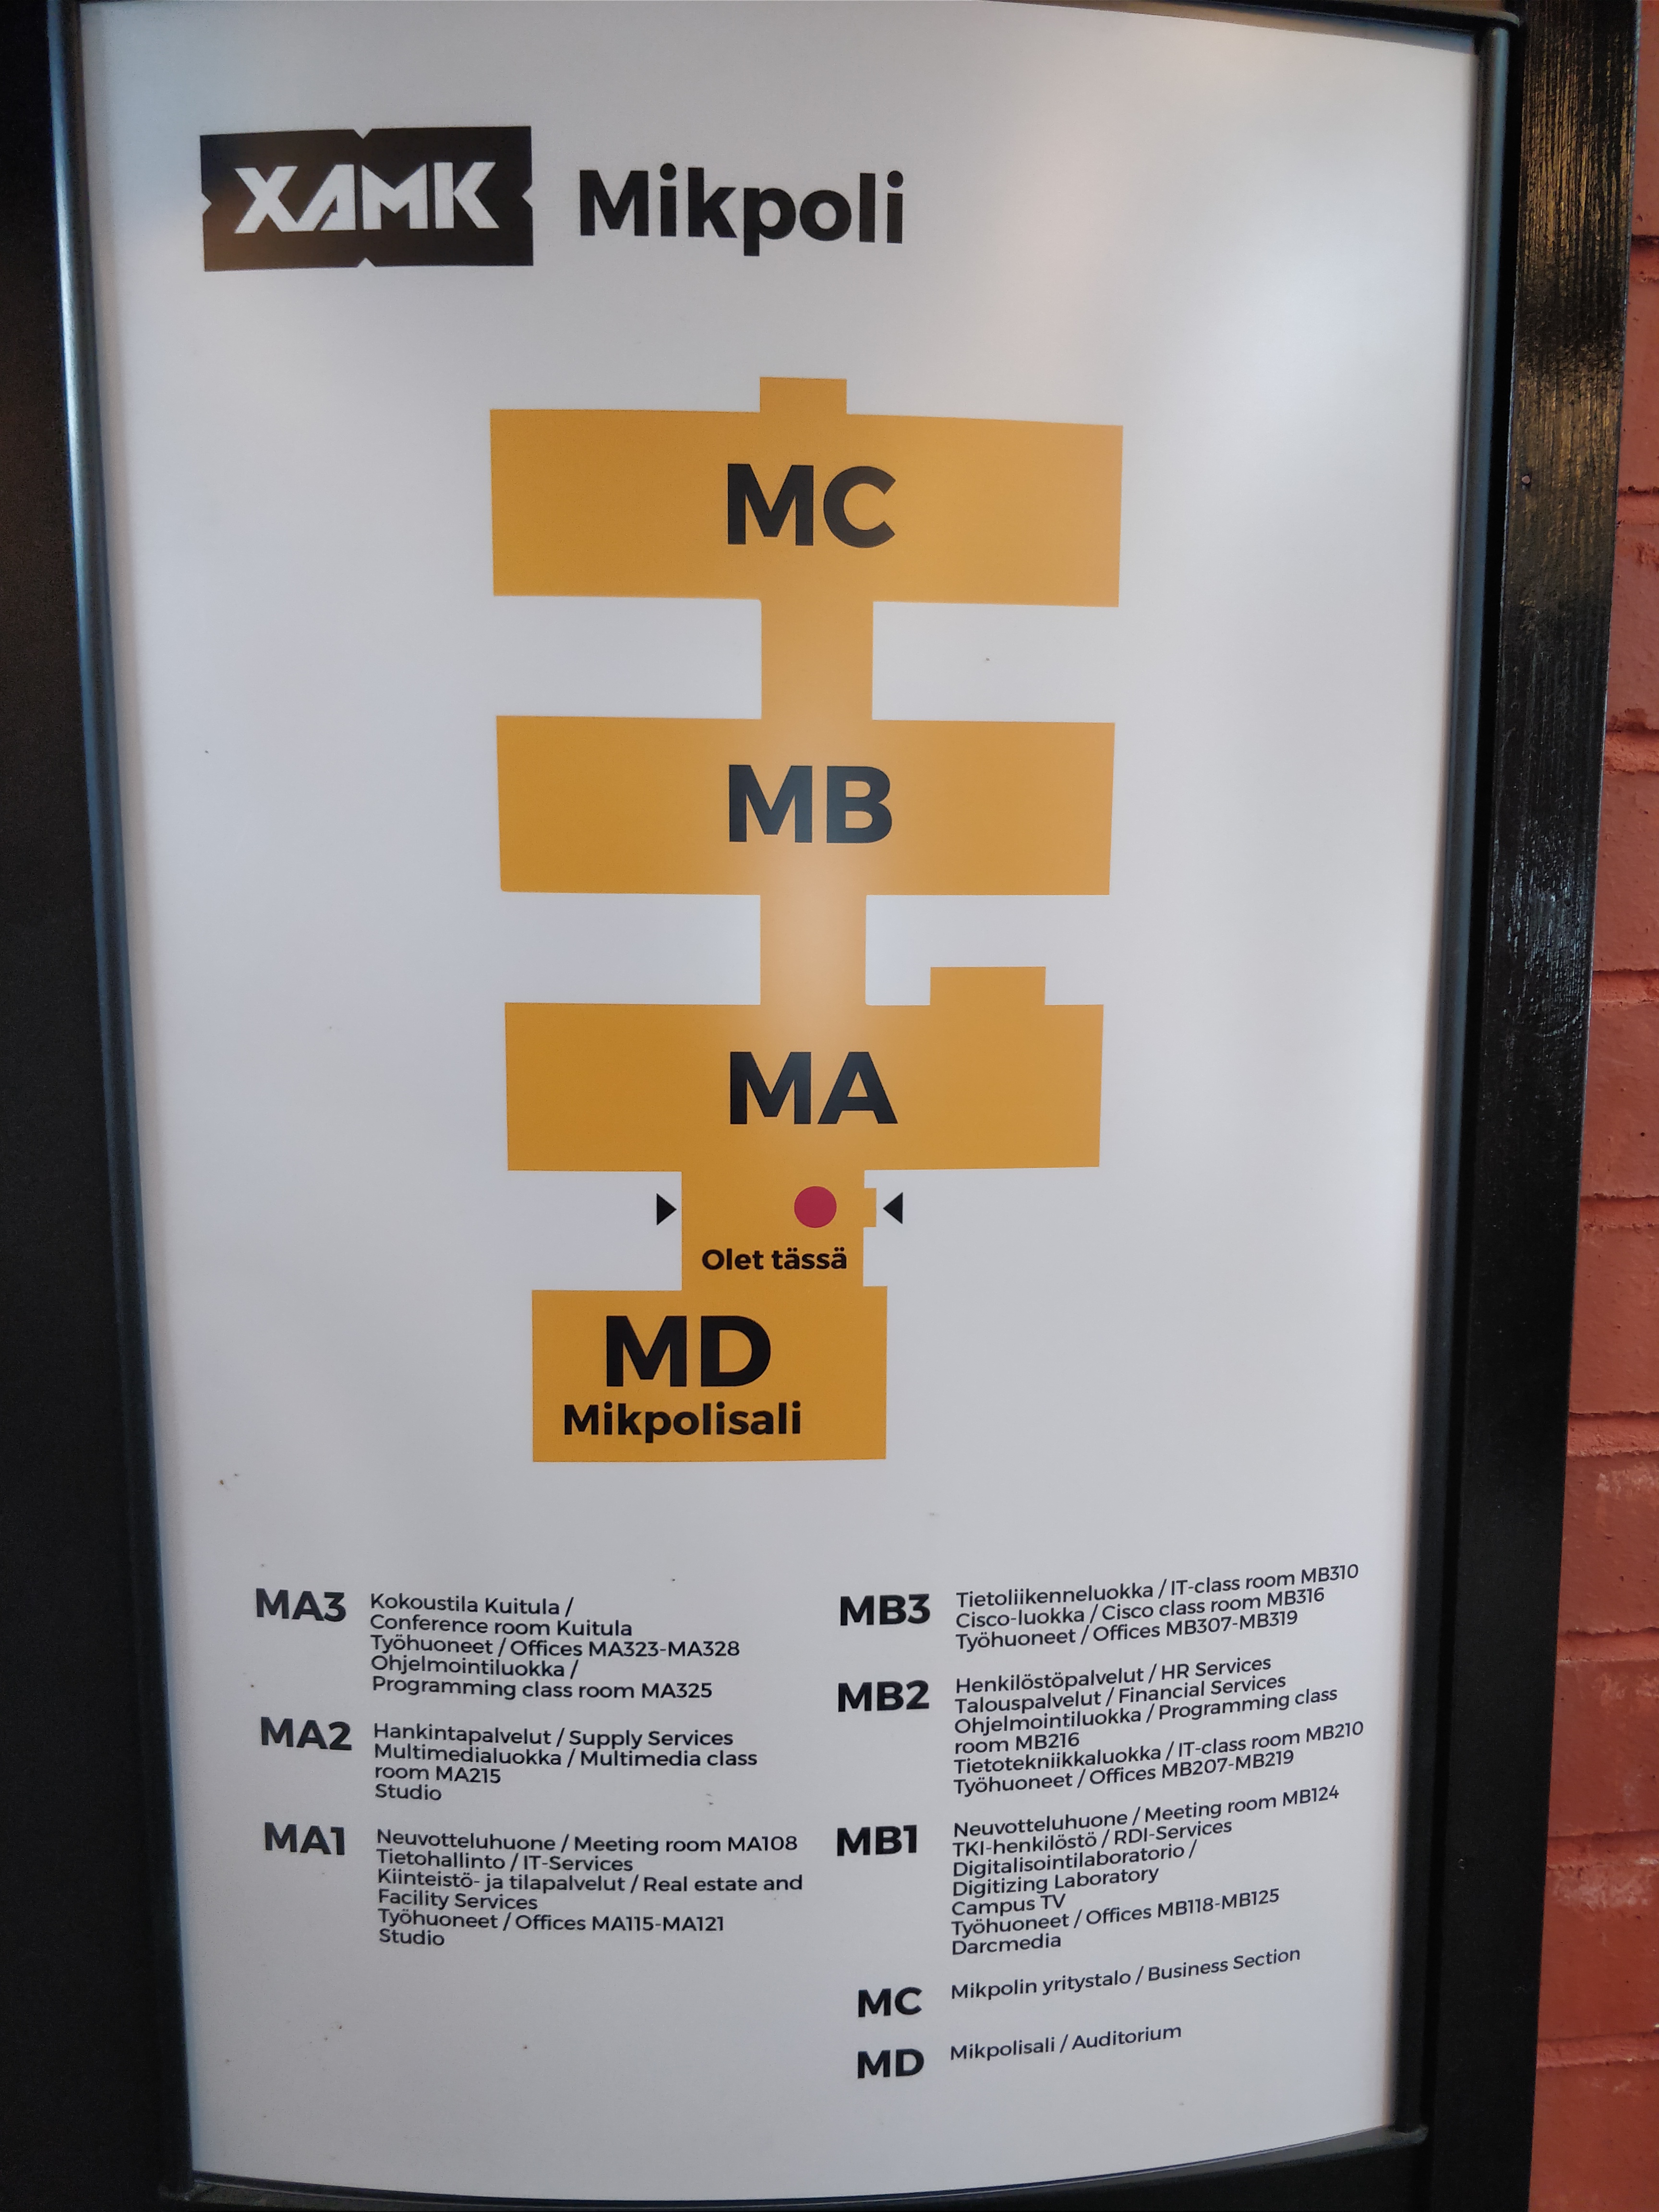 XAMK Mikpoli
MC
MB
MA
Olet tässä
MD
Mikpolisali
MA3 Kokoustila Kuitula /
Conference room Kuitula
Työhuoneet / Offices MA323-MA328
Ohjelmointiluokka /
Programming class room MA325
MA2 Hankintapalvelut / Supply Services
Multimedialuokka / Multimedia class
room MA215
Studio
MA1 Neuvotteluhuone / Meeting room MA108
Tietohallinto / IT-Services
Kiinteistö- ja tilapalvelut / Real estate and
Facility Services
Työhuoneet / Offices MA115-MA121
Studio
MB3 Tietoliikenneluokka / IT-class room MB310
Cisco-luokka / Cisco class room MB316
Työhuoneet / Offices MB307-MB319
MB2 Henkilöstöpalvelut / HR Services
Talouspalvelut / Financial Services
Ohjelmointiluokka / Programming class
room MB216
Tietotekniikkaluokka / IT-class room MB210
Työhuoneet / Offices MB207-MB219
MB1 Neuvotteluhuone / Meeting room MB124
TKI-henkilöstö / RDI-Services
Digitalisointilaboratorio /
Digitizing Laboratory
Campus TV
Työhuoneet / Offices MB118-MB125
Darcmedia
MC Mikpolin yritystalo / Business Section
MD Mikpolisali / Auditorium